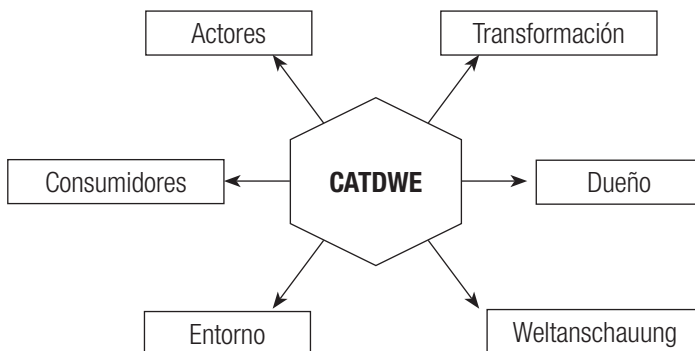 Actores
Transformación
Consumidores
CATDWE
Dueño
Entorno
Weltanschauung